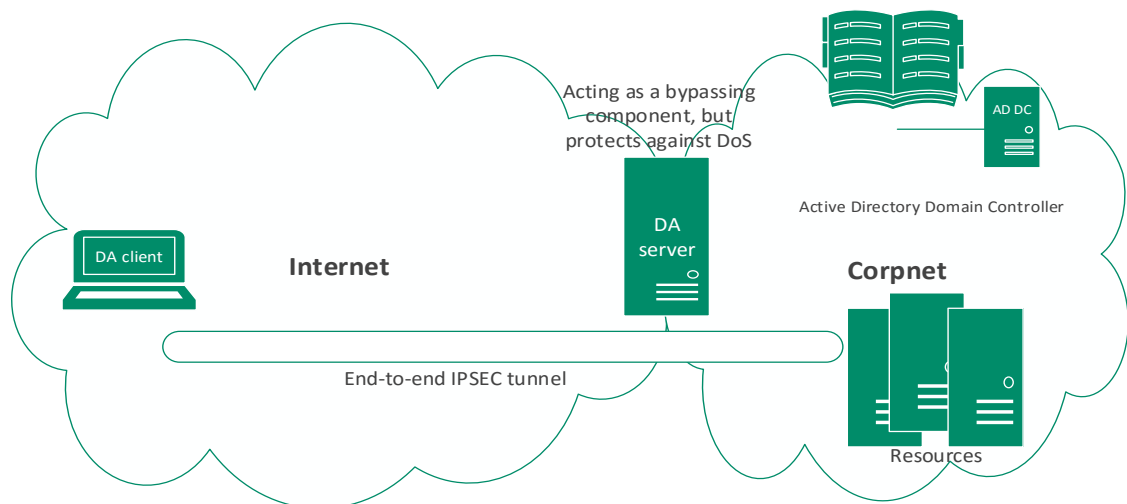 Acting as a bypassing
component, but
protects against DoS
AD DC
DA
server
Active Directory Domain Controller
DA client
Internet
Corpnet
End-to-end IPSEC tunnel
Resources